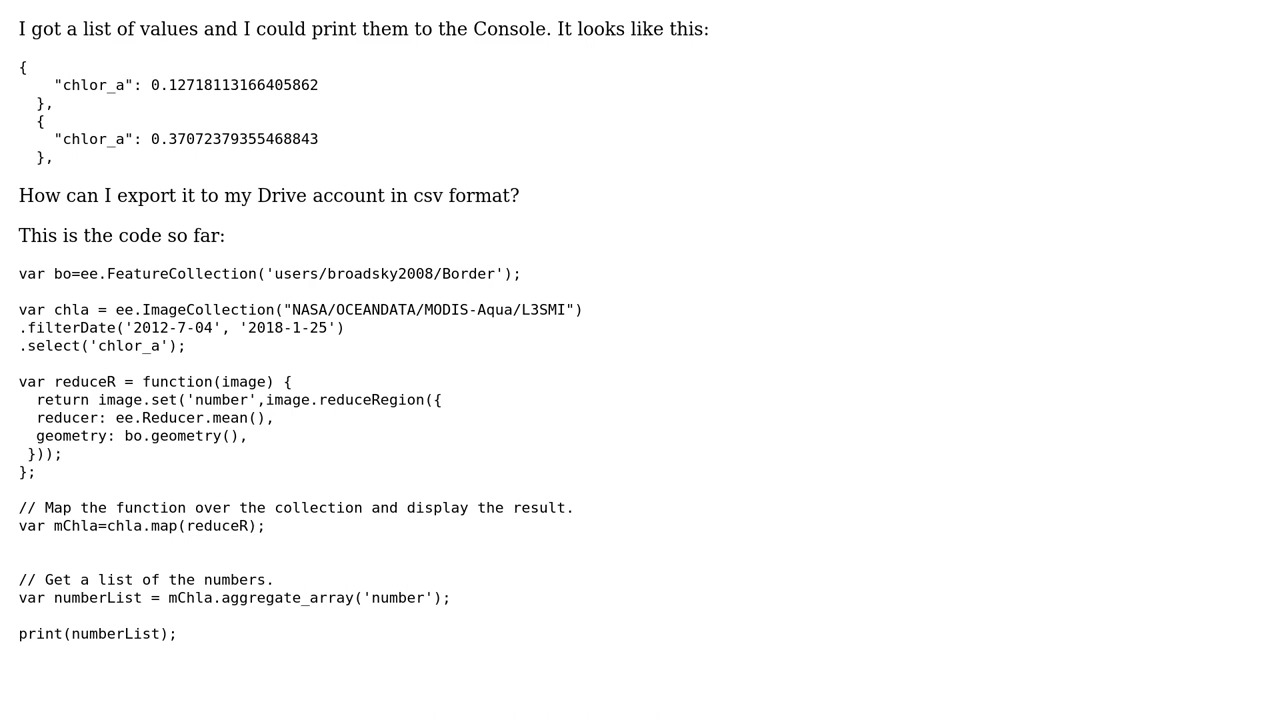 I got a list of values and I could print them to the Console. It looks like this:
{
    "chlor_a": 0.12718113166405862
  },
  {
    "chlor_a": 0.37072379355468843
  },
How can I export it to my Drive account in csv format?
This is the code so far:
var bo=ee.FeatureCollection('users/broadsky2008/Border');
var chla = ee.ImageCollection("NASA/OCEANDATA/MODIS-Aqua/L3SMI")
.filterDate('2012-7-04', '2018-1-25')
.select('chlor_a');
var reduceR = function(image) {
  return image.set('number',image.reduceRegion({
  reducer: ee.Reducer.mean(),
  geometry: bo.geometry(),
 }));
};
// Map the function over the collection and display the result.
var mChla=chla.map(reduceR);
// Get a list of the numbers.
var numberList = mChla.aggregate_array('number');
print(numberList);